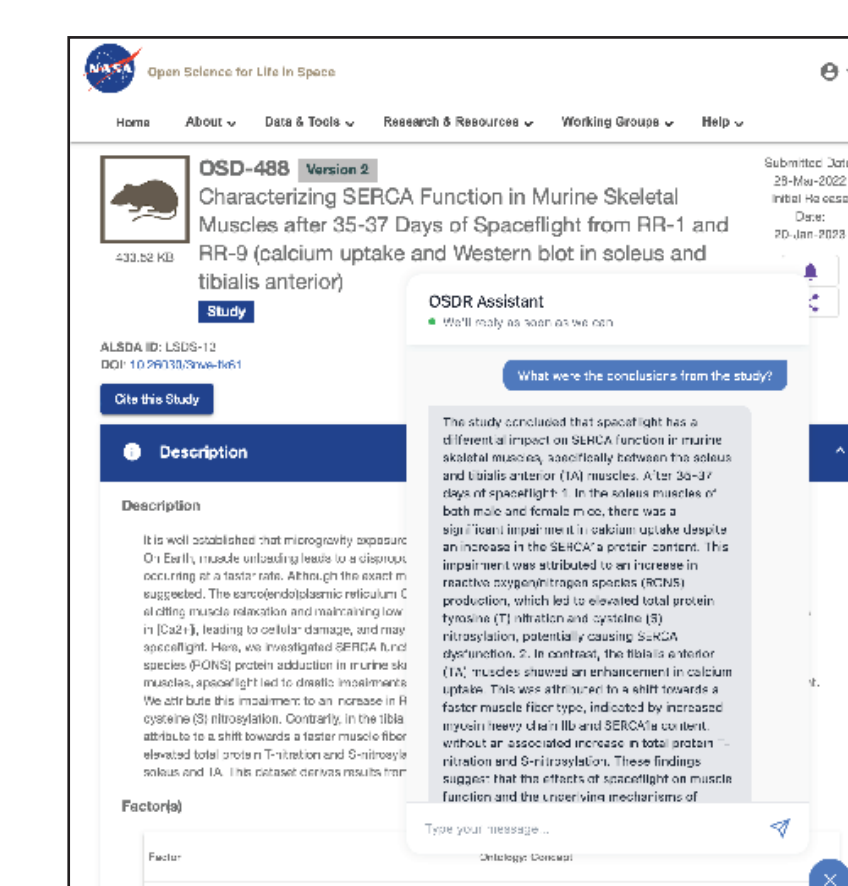 NASA
Open Science for Life in Space
Home About Data & Tools Research & Resources Working Groups Help
OSD-488 Version 2
Characterizing SERCA Function in Murine Skeletal
Muscles after 35-37 Days of Spaceflight from RR-1 and
RR-9 (calcium uptake and Western blot in soleus and
tibialis anterior)
Study
433.52 KB
Submitted Date
28-Mar-2022
Initial Release
Date:
20-Jan-2023
ALSDA ID: LSDS-13
DOI:
Cite this Study
Description
Description
It is well established that microgravity exposure
On Earth, muscle unloading leads to a dispropo
occurring at a faster rate. Although the exact m
suggested. The sarco(endo)plasmic reticulum C
eliciting muscle relaxation and maintaining low
in [Ca2+], leading to cellular damage, and may
spaceflight. Here, we investigated SERCA func
species (RONS) protein adduction in murine ske
muscles, spaceflight led to drastic impairments
We attribute this impairment to an increase in R
cysteine (S) nitrosylation. Contrarily, in the tibia
attribute to a shift towards a faster muscle fiber
elevated total protein T-nitration and S-nitrosyla
soleus and TA. This dataset derives results from
Factor(s)
Factor
Ontology: Concept
OSDR Assistant
We'll reply as soon as we can
What were the conclusions from the study?
The study concluded that spaceflight has a
differential impact on SERCA function in murine
skeletal muscles, specifically between the soleus
and tibialis anterior (TA) muscles. After 35-37
days of spaceflight: 1. In the soleus muscles of
both male and female mice, there was a
significant impairment in calcium uptake despite
an increase in the SERCA1a protein content. This
impairment was attributed to an increase in
reactive oxygen/nitrogen species (RONS)
production, which led to elevated total protein
tyrosine (T) nitration and cysteine (S)
nitrosylation, potentially causing SERCA
dysfunction. 2. In contrast, the tibialis anterior
(TA) muscles showed an enhancement in calcium
uptake. This was attributed to a shift towards a
faster muscle fiber type, indicated by increased
myosin heavy chain IIb and SERCA1a content,
without an associated increase in total protein T-
nitration and S-nitrosylation. These findings
suggest that the effects of spaceflight on muscle
function and the underlying mechanisms of
Type your message...